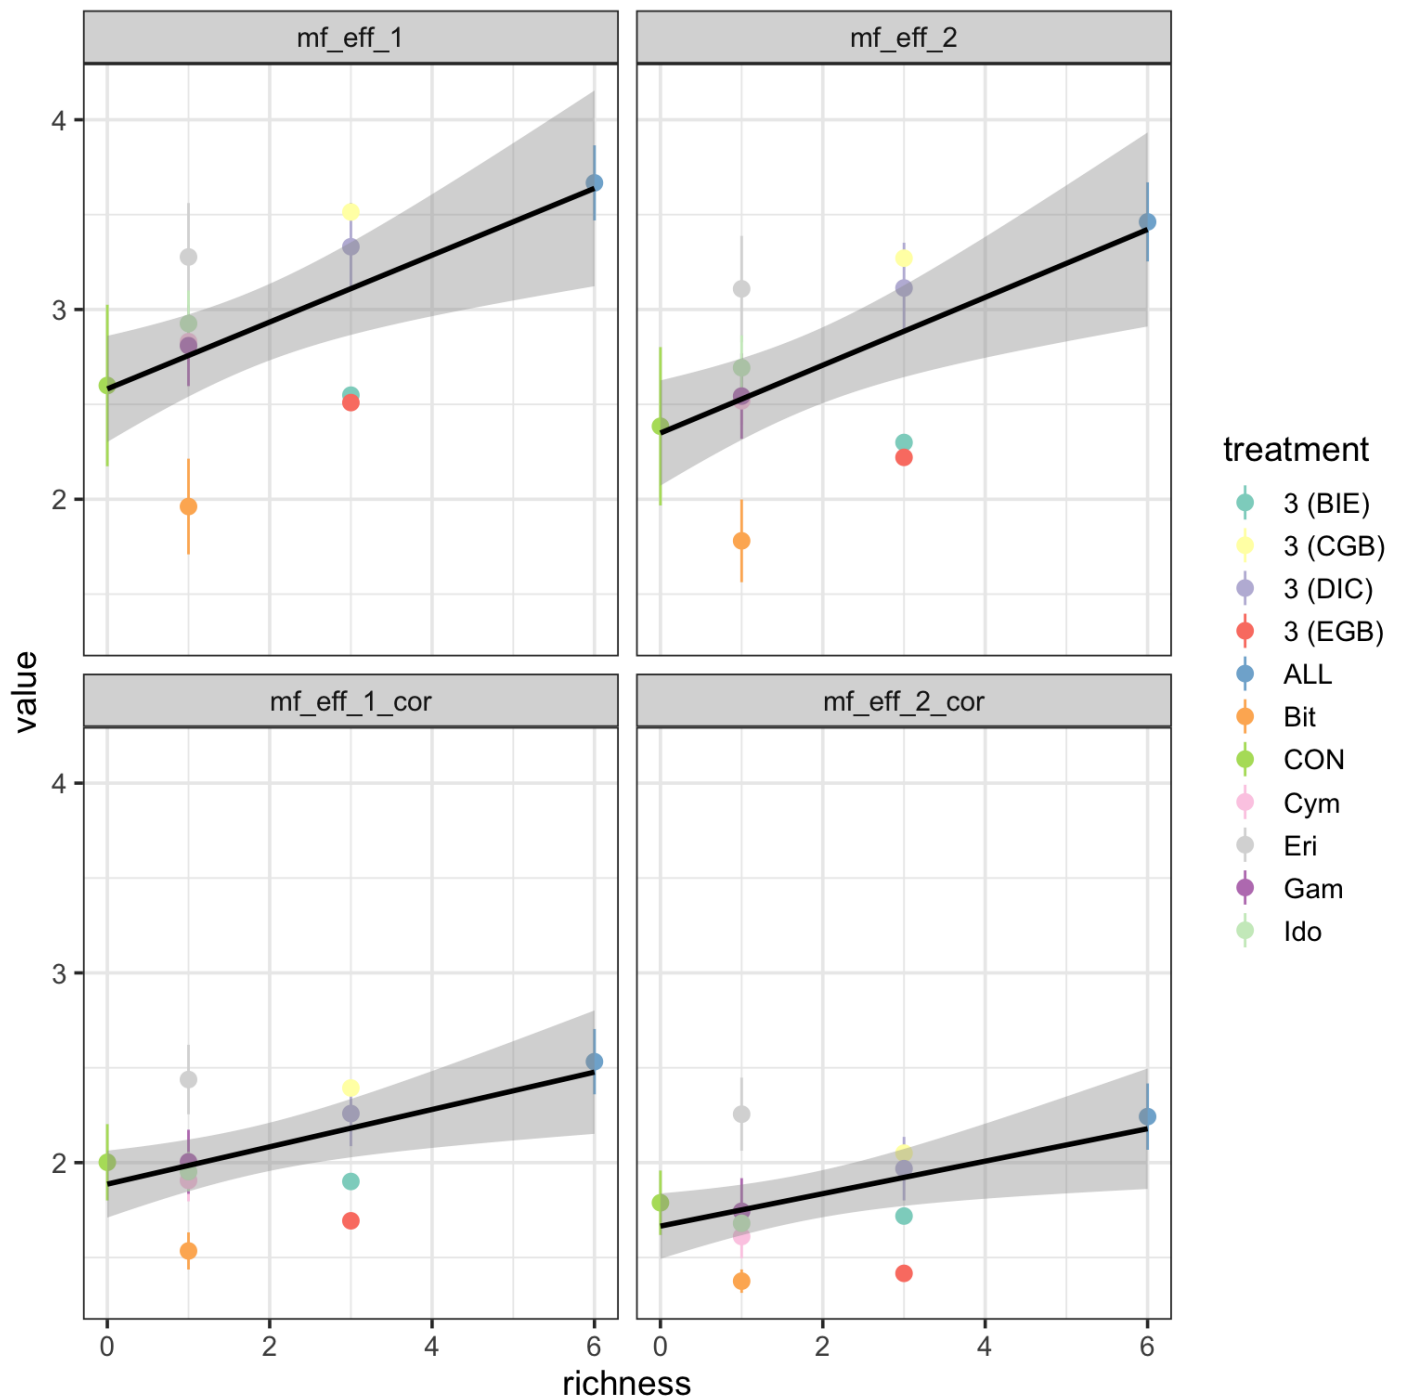 mf_eff_1
mf_eff_2
4
3
2
mf_eff_1_cor
mf_eff_2_cor
4
3
2
0
2
4
6
0
2
4
6
richness
value
treatment
3 (BIE)
3 (CGB)
3 (DIC)
3 (EGB)
ALL
Bit
CON
Cym
Eri
Gam
Ido